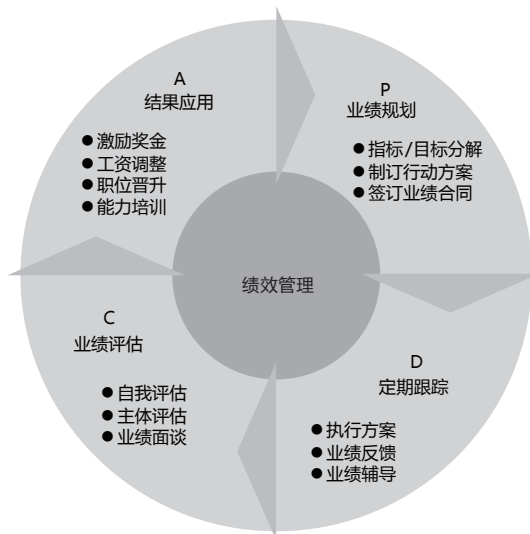 A
结果应用
● 激励奖金
● 工资调整
● 职位晋升
● 能力培训
P
业绩规划
● 指标/目标分解
● 制订行动方案
● 签订业绩合同
绩效管理
C
业绩评估
● 自我评估
● 主体评估
● 业绩面谈
D
定期跟踪
● 执行方案
● 业绩反馈
● 业绩辅导